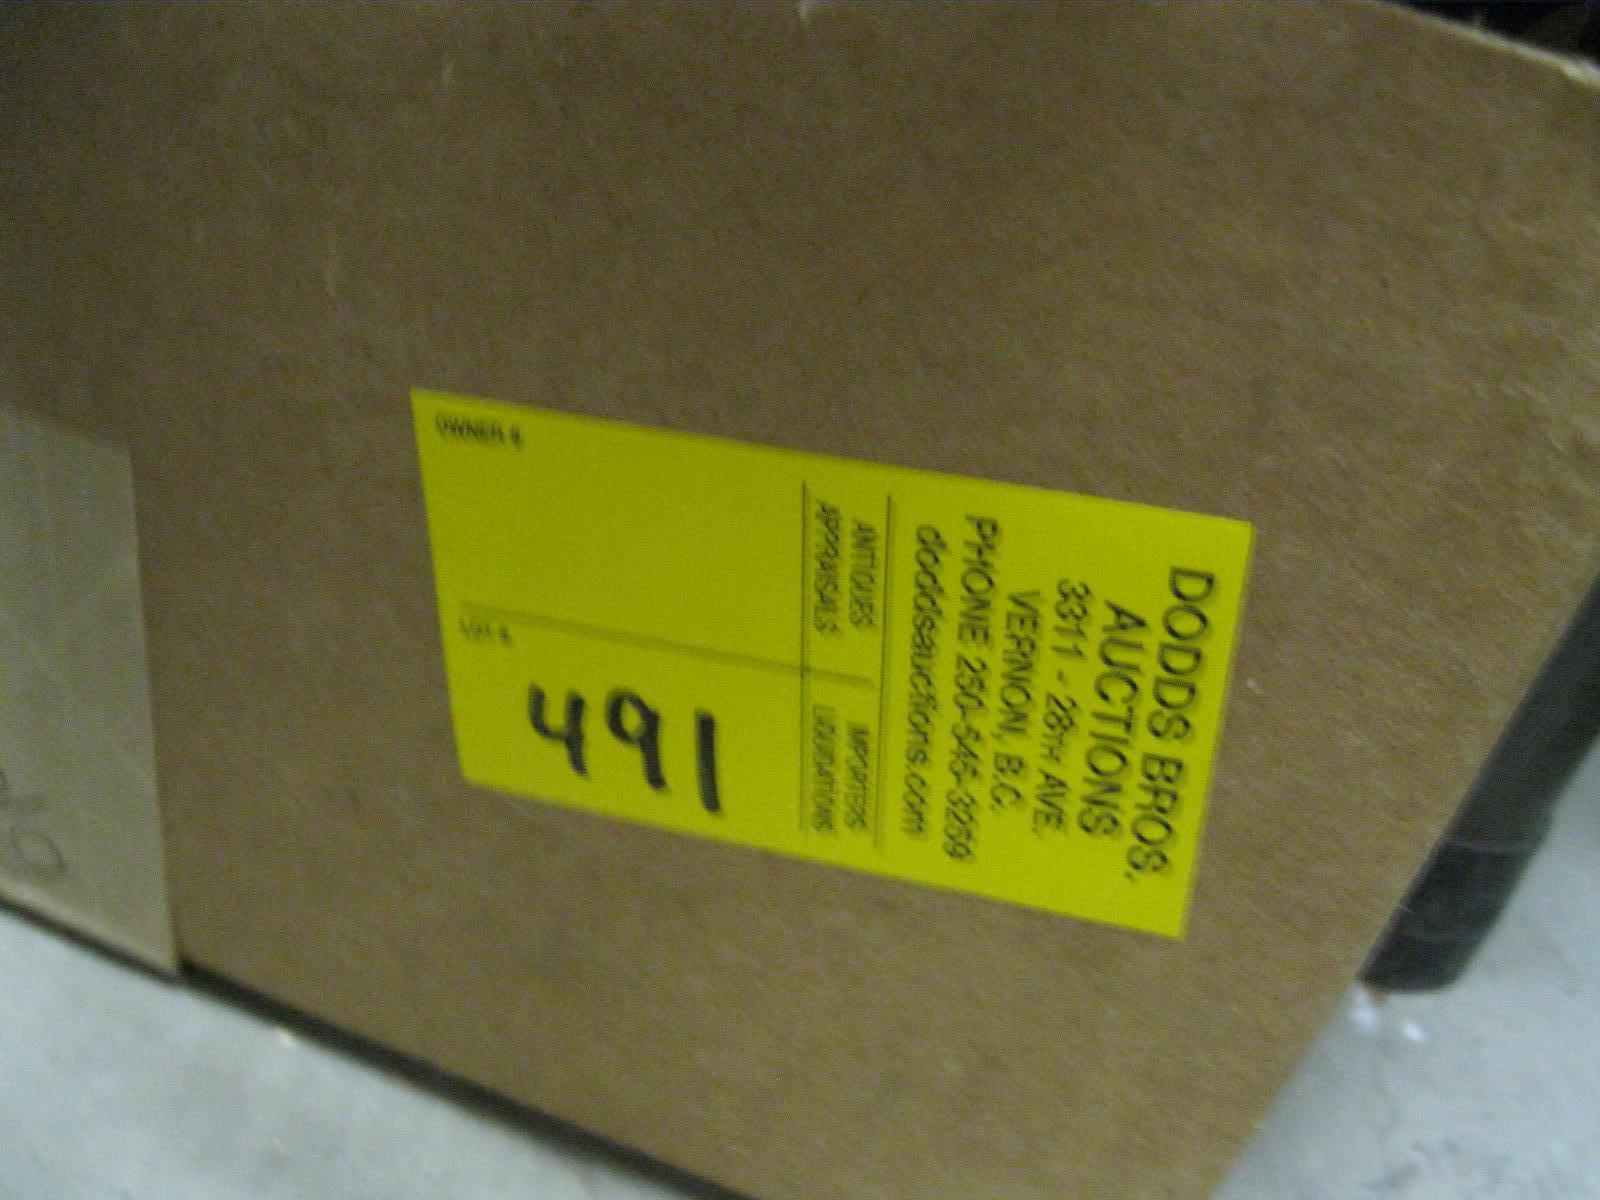 DODDS BROS,
AUCTIONS
3311 - 28TH AVE.
VERNON, B.C.
PHONE 250-545-3259
doddsauctions.com
ANTIQUES IMPORTERS
APPRAISALS LIQUIDATIONS
OWNER # LOT #
491